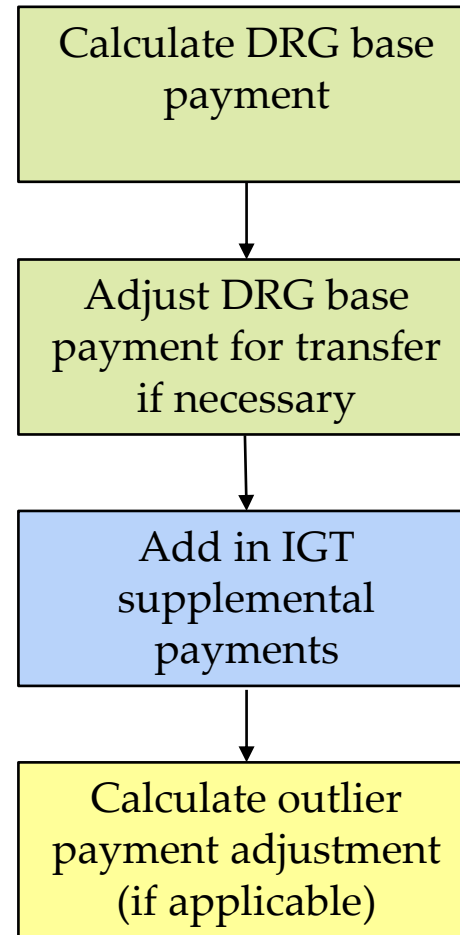 Calculate DRG base
payment
Adjust DRG base
payment for transfer
if necessary
Add in IGT
supplemental
payments
Calculate outlier
payment adjustment
(if applicable)